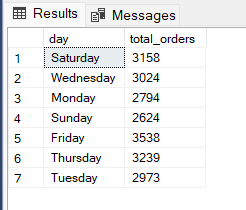 Results Messages
day total_orders
1 Saturday 3158
2 Wednesday 3024
3 Monday 2794
4 Sunday 2624
5 Friday 3538
6 Thursday 3239
7 Tuesday 2973